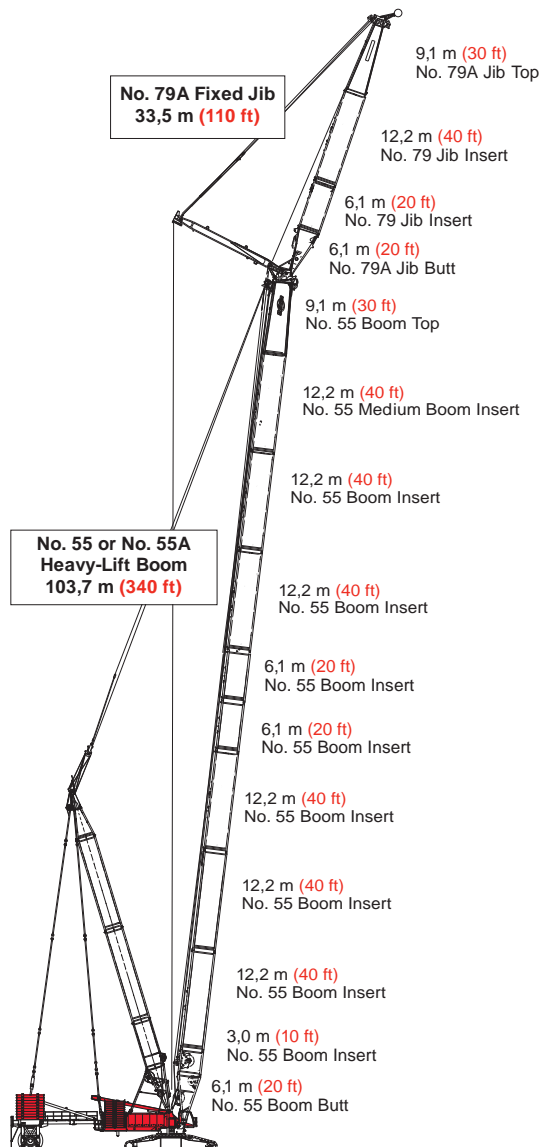 9,1 m (30 ft)
No. 79A Jib Top
No. 79A Fixed Jib
33,5 m (110 ft)
12,2 m (40 ft)
No. 79 Jib Insert
6,1 m (20 ft)
No. 79 Jib Insert
6,1 m (20 ft)
No. 79A Jib Butt
9,1 m (30 ft)
No. 55 Boom Top
12,2 m (40 ft)
No. 55 Medium Boom Insert
12,2 m (40 ft)
No. 55 Boom Insert
No. 55 or No. 55A
Heavy-Lift Boom
103,7 m (340 ft)
12,2 m (40 ft)
No. 55 Boom Insert
6,1 m (20 ft)
No. 55 Boom Insert
6,1 m (20 ft)
No. 55 Boom Insert
12,2 m (40 ft)
No. 55 Boom Insert
12,2 m (40 ft)
No. 55 Boom Insert
12,2 m (40 ft)
No. 55 Boom Insert
3,0 m (10 ft)
No. 55 Boom Insert
6,1 m (20 ft)
No. 55 Boom Butt